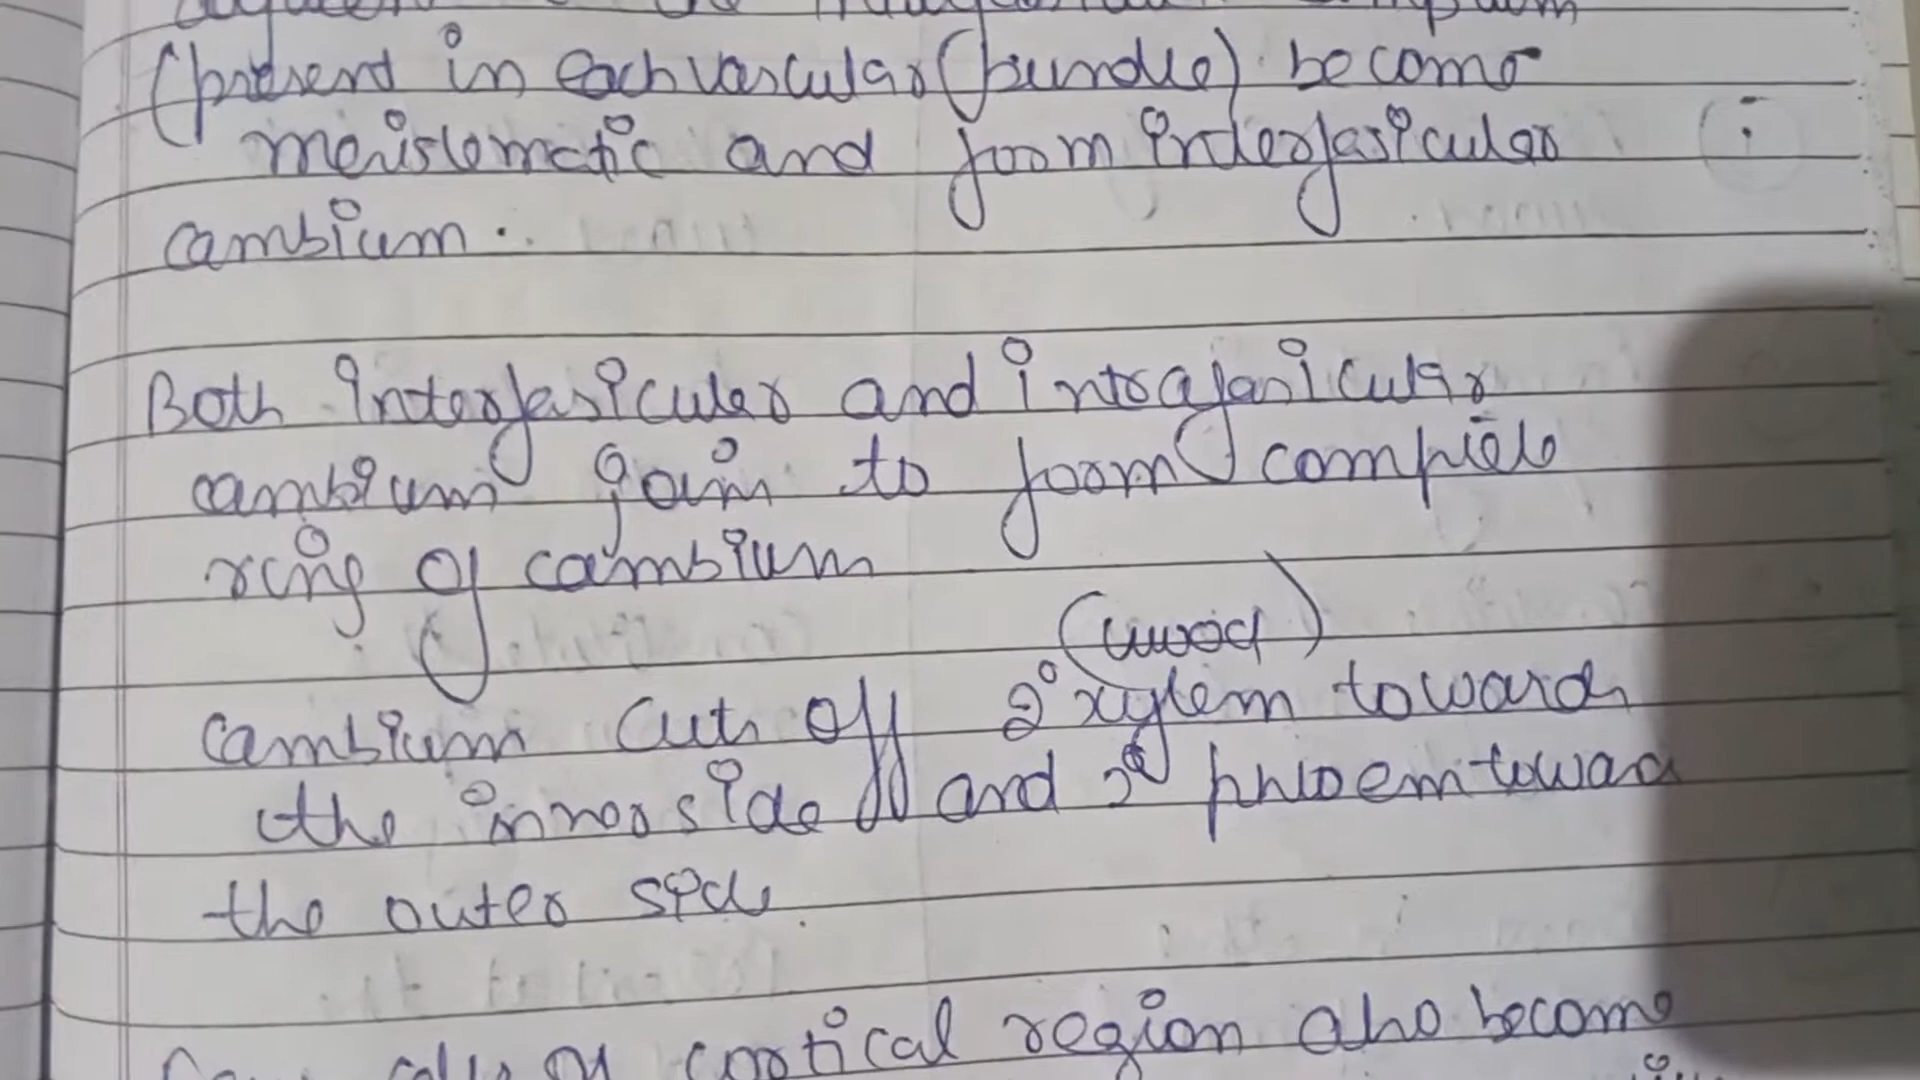 (present in each vascular (bundle) become
meristematic and form interfasicular
cambium.
Both interfasicular and intrafasicular
cambium join to form complete
ring of cambium
(wood)
cambium cuts off 2° xylem toward
the inner side and 2° phloem toward
the outer side.
cells of cortical region also become